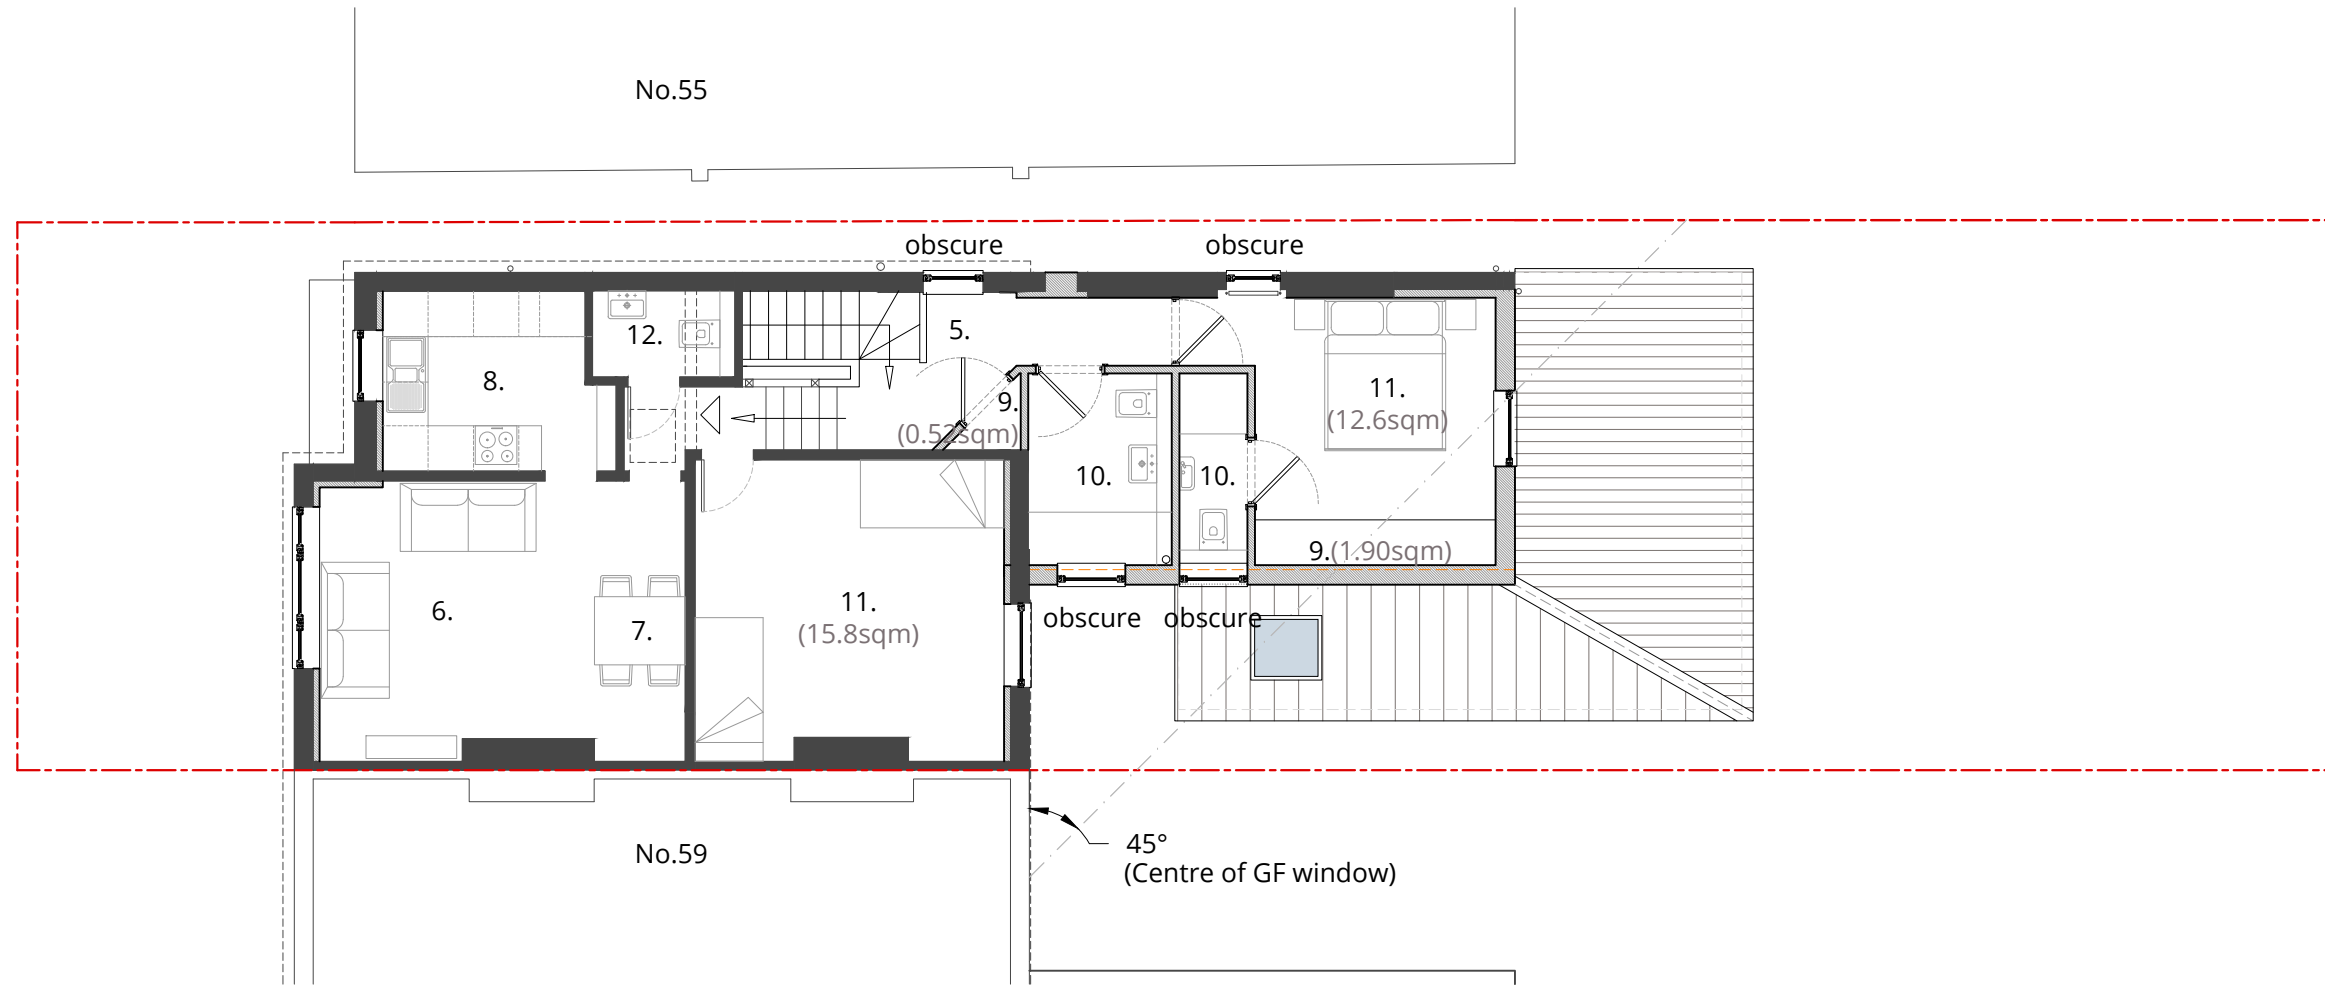 No.55
obscure
obscure
12.
5.
8.
9.
(0.52sqm)
11.
(12.6sqm)
10.
10.
9.(1.90sqm)
6.
7.
11.
(15.8sqm)
obscure
obscure
No.59
45°
(Centre of GF window)